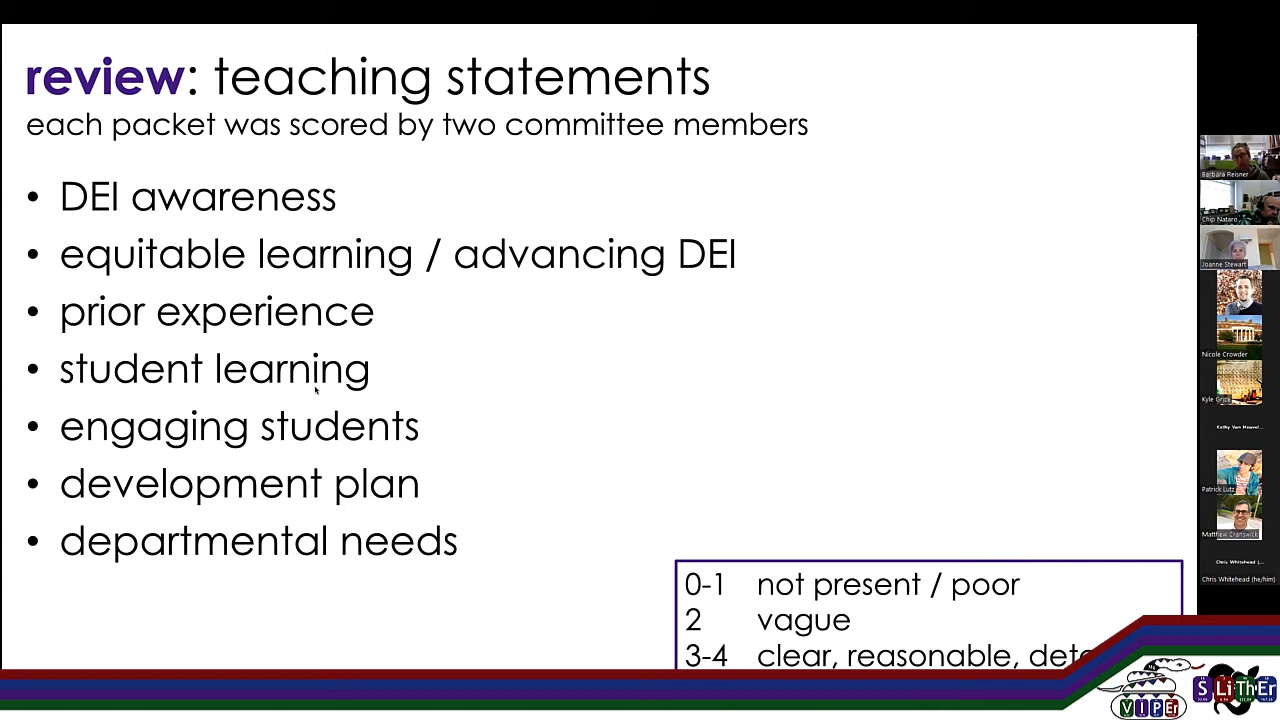 review: teaching statements
each packet was scored by two committee members
• DEI awareness
• equitable learning / advancing DEI
• prior experience
• student learning
• engaging students
• development plan
• departmental needs
0-1 not present / poor
2 vague
3-4 clear, reasonable,
Barbara Reisner
Chip Nataro
Joanne Stewart
Nicole Crowder
Kyle Grice
Kathy Van Heuvel...
Patrick Lutz
Matthew Cranswick
Chris Whitehead (...
Chris Whitehead (he/him)
VIPEr
SLiThEr